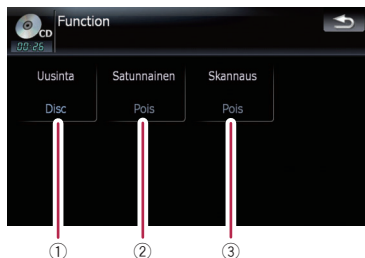 Function
CD
00:26
Uusinta Satunnainen Skannaus
Disc Pois Pois
① ② ③